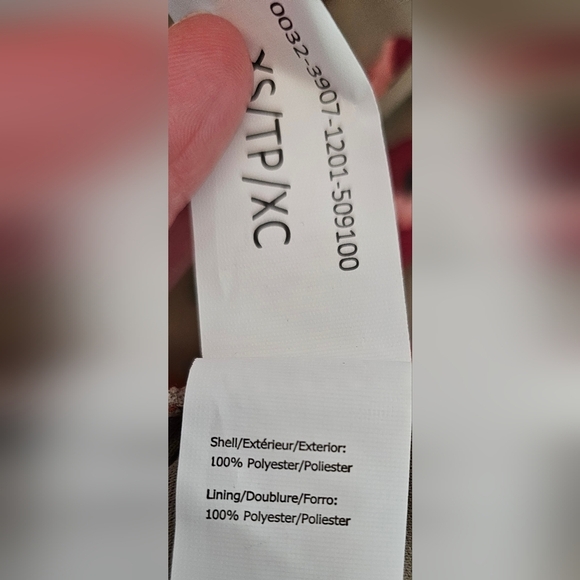 0032-3907-1201-509100
XS/TP/XC
Shell/Extérieur/Exterior:
100% Polyester/Poliester
Lining/Doublure/Forro:
100% Polyester/Poliester